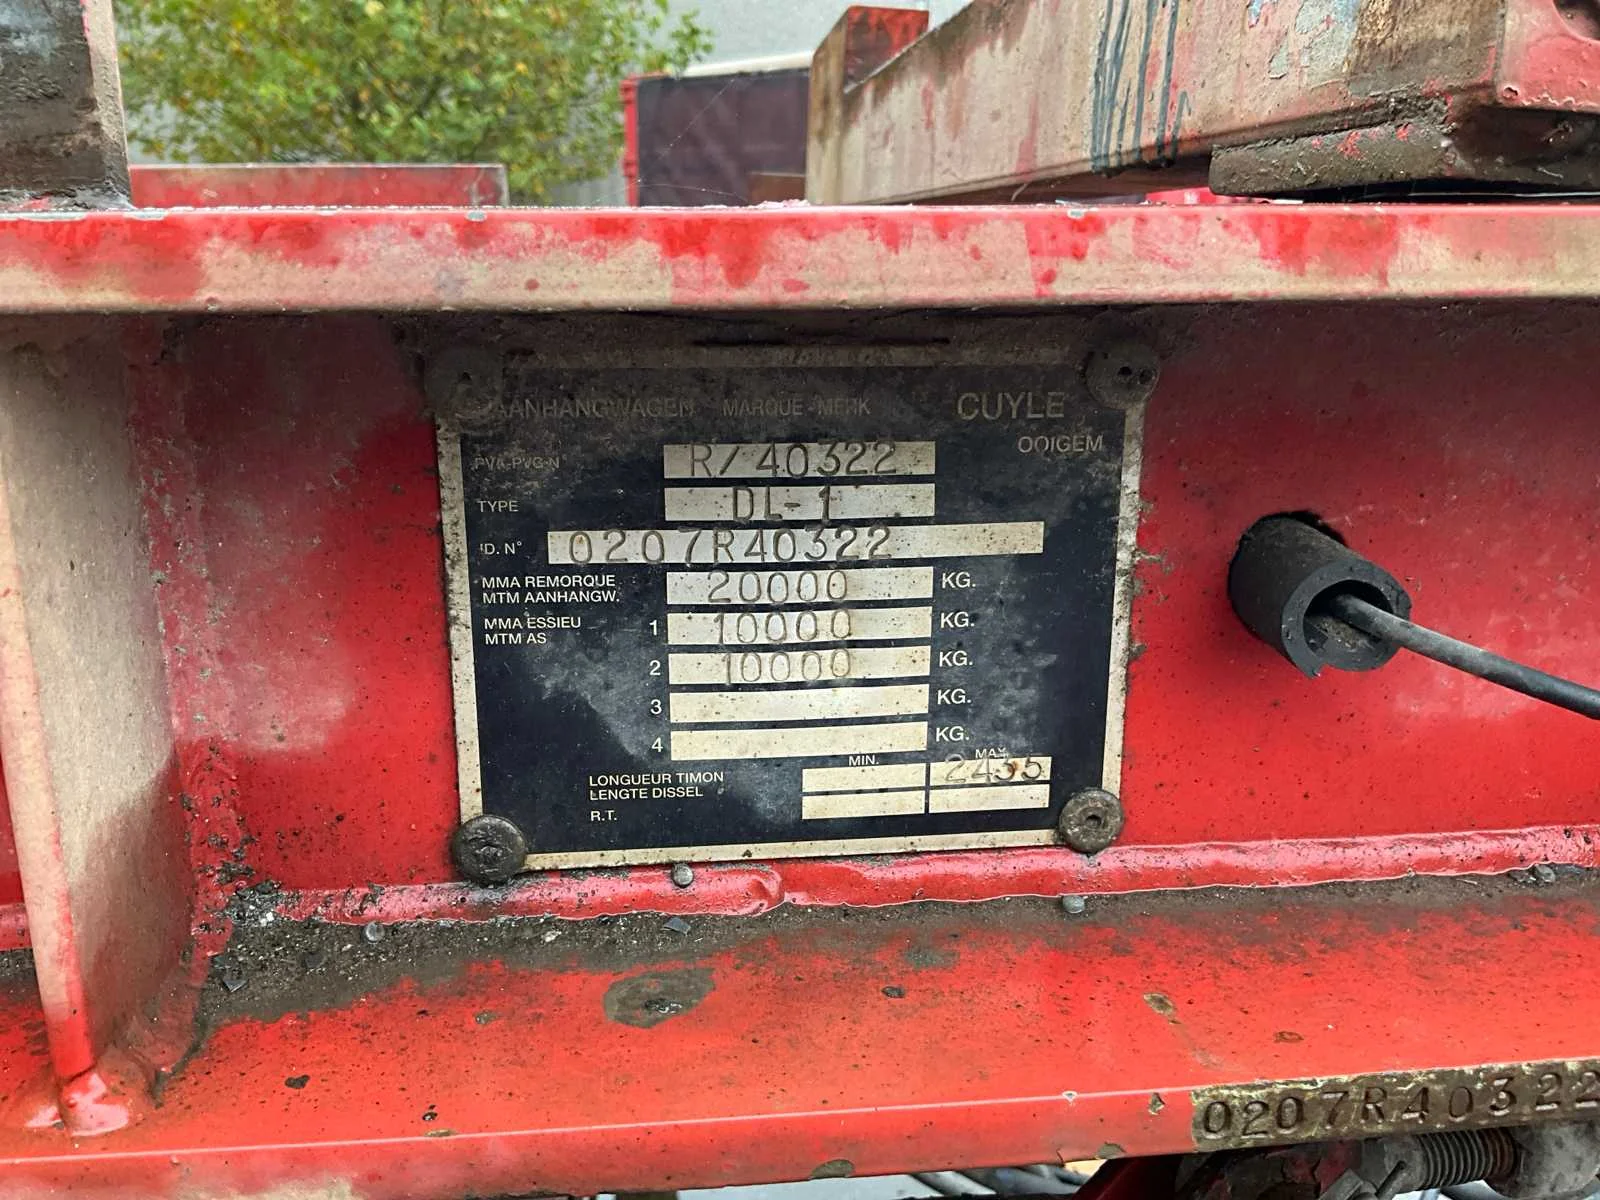 AANHANGWAGEN MARQUE-MERK CUYLE
OOIGEM
PVA-PVG-N° R/40322
TYPE DL-1
ID. N° 0207R40322
MMA REMORQUE
MTM AANHANGW. 20000 KG.
MMA ESSIEU
MTM AS
1 10000 KG.
2 10000 KG.
3 KG.
4 KG.
MIN. MAX.
LONGUEUR TIMON
LENGTE DISSEL 2435
R.T.
0207R40322